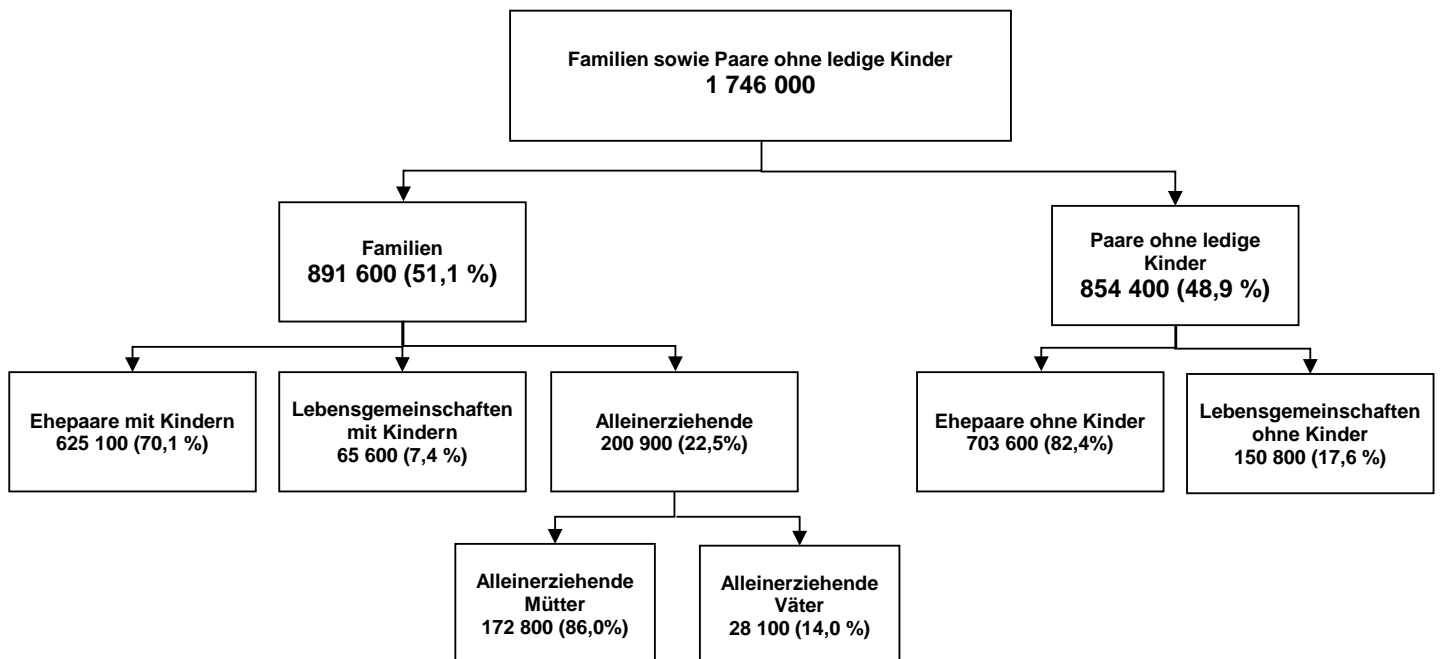 Familien sowie Paare ohne ledige Kinder
1 746 000
Familien
891 600 (51,1 %)
Paare ohne ledige
Kinder
854 400 (48,9 %)
Ehepaare mit Kindern
625 100 (70,1 %)
Lebensgemeinschaften
mit Kindern
65 600 (7,4 %)
Alleinerziehende
200 900 (22,5%)
Ehepaare ohne Kinder
703 600 (82,4%)
Lebensgemeinschaften
ohne Kinder
150 800 (17,6 %)
Alleinerziehende
Mütter
172 800 (86,0%)
Alleinerziehende
Väter
28 100 (14,0 %)